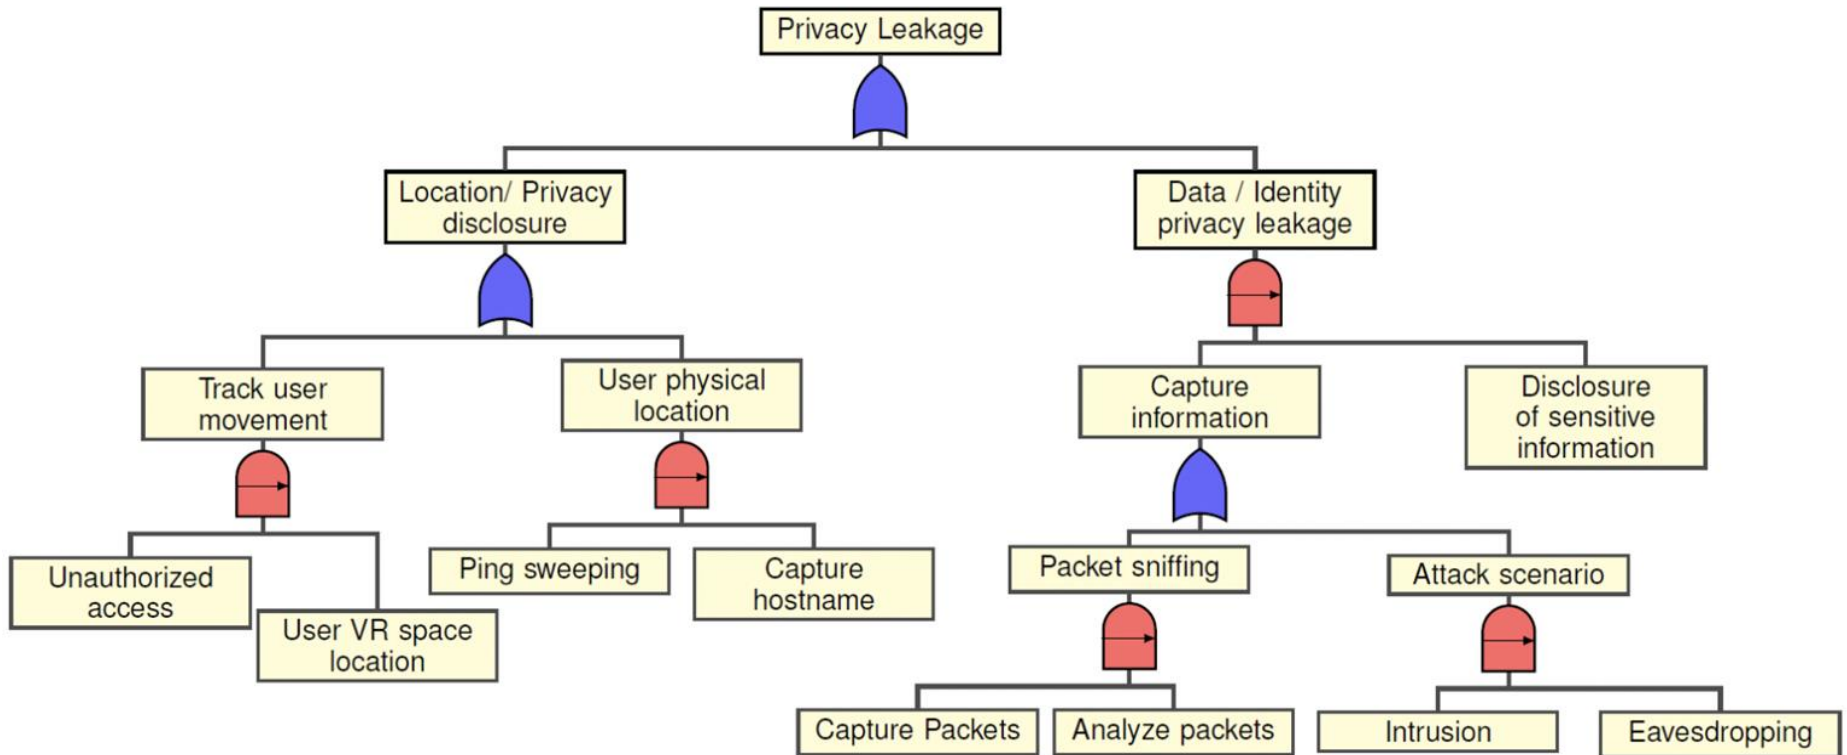 Privacy Leakage
Location/ Privacy
disclosure
Data / Identity
privacy leakage
Track user
movement
User physical
location
Capture
information
Disclosure
of sensitive
information
Unauthorized
access
User VR space
location
Ping sweeping
Capture
hostname
Packet sniffing
Attack scenario
Capture Packets
Analyze packets
Intrusion
Eavesdropping